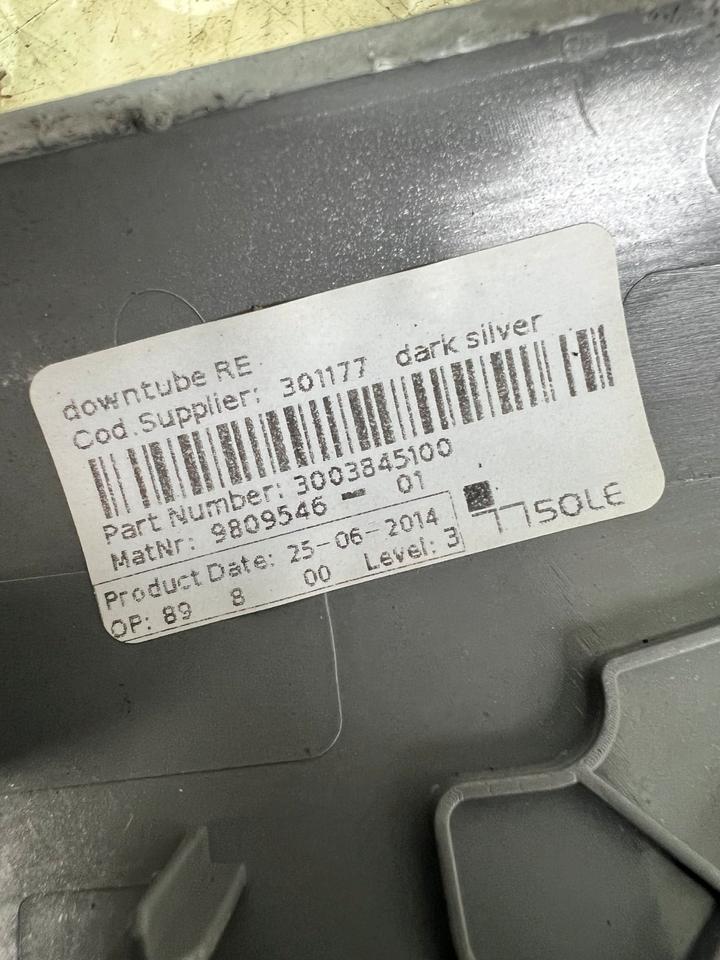 downtube RE
Cod.Supplier: 301177 dark silver
Part Number: 3003845100
MatNr: 9809546 - 01
Product Date: 25-06-2014
OP: 89 8 00 Level: 3
SOLE